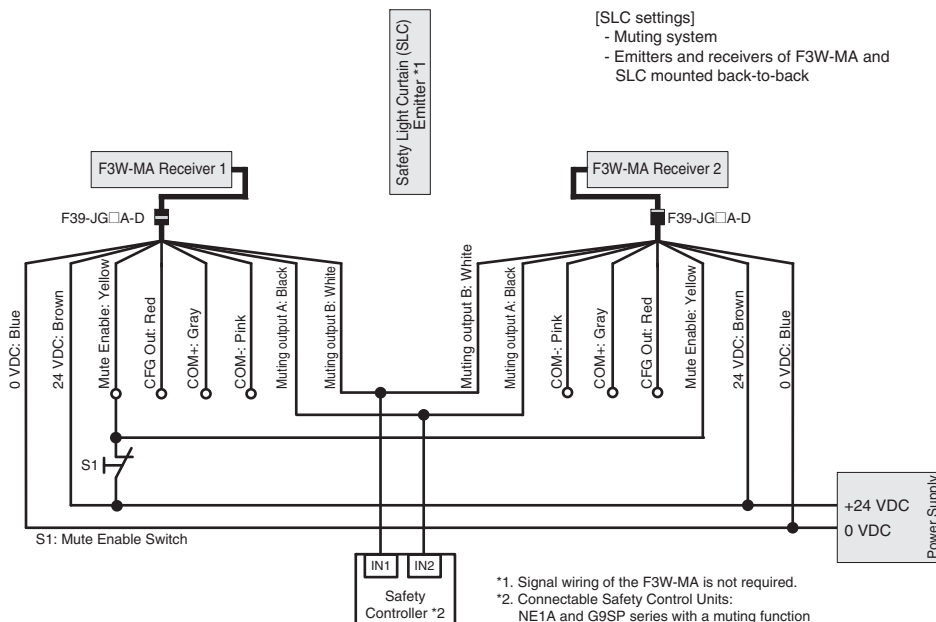 [SLC settings]
- Muting system
- Emitters and receivers of F3W-MA and
SLC mounted back-to-back
Safety Light Curtain (SLC)
Emitter *1
F3W-MA Receiver 1
F3W-MA Receiver 2
F39-JG□A-D
F39-JG□A-D
0 VDC: Blue
24 VDC: Brown
Mute Enable: Yellow
CFG Out: Red
COM+: Gray
COM-: Pink
Muting output A: Black
Muting output B: White
Muting output B: White
Muting output A: Black
COM-: Pink
COM+: Gray
CFG Out: Red
Mute Enable: Yellow
24 VDC: Brown
0 VDC: Blue
S1
+24 VDC
0 VDC
Power Supply
S1: Mute Enable Switch
IN1
IN2
Safety
Controller *2
*1. Signal wiring of the F3W-MA is not required.
*2. Connectable Safety Control Units:
NE1A and G9SP series with a muting function